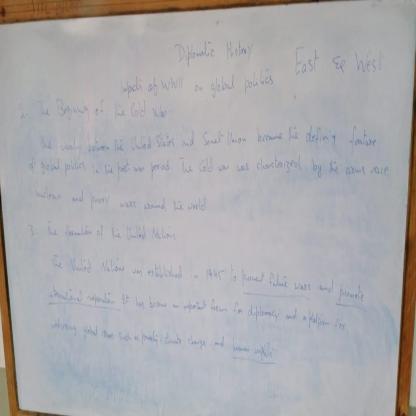 Diplomatic History
East & West
Impact of WWII on global politics
2. The Beginning of the Cold War
The rivalry between the United States and Soviet Union became the defining feature
of global politics in the post war period. The Cold war was characterized by the arms race
nuclear and proxy wars around the world
3. The formation of the United Nations
The United Nations was established in 1945 to prevent future wars and promote
international cooperation. It has become an important forum for diplomacy and a platform for
addressing global issues such as poverty, climate change and human rights.